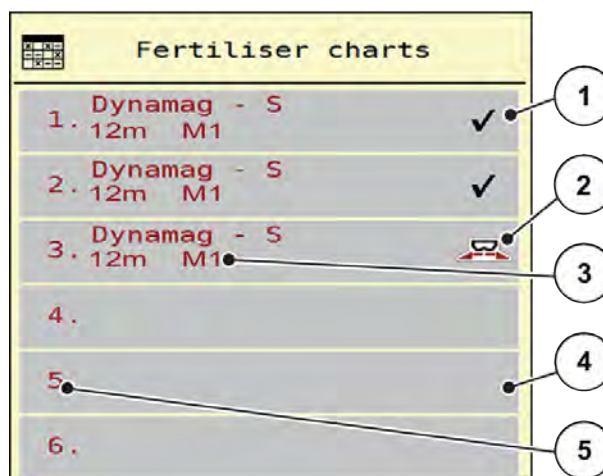 Fertiliser charts
1. Dynamag - S
12m M1
2. Dynamag - S
12m M1
3. Dynamag - S
12m M1
4.
5.
6.
1
2
3
4
5